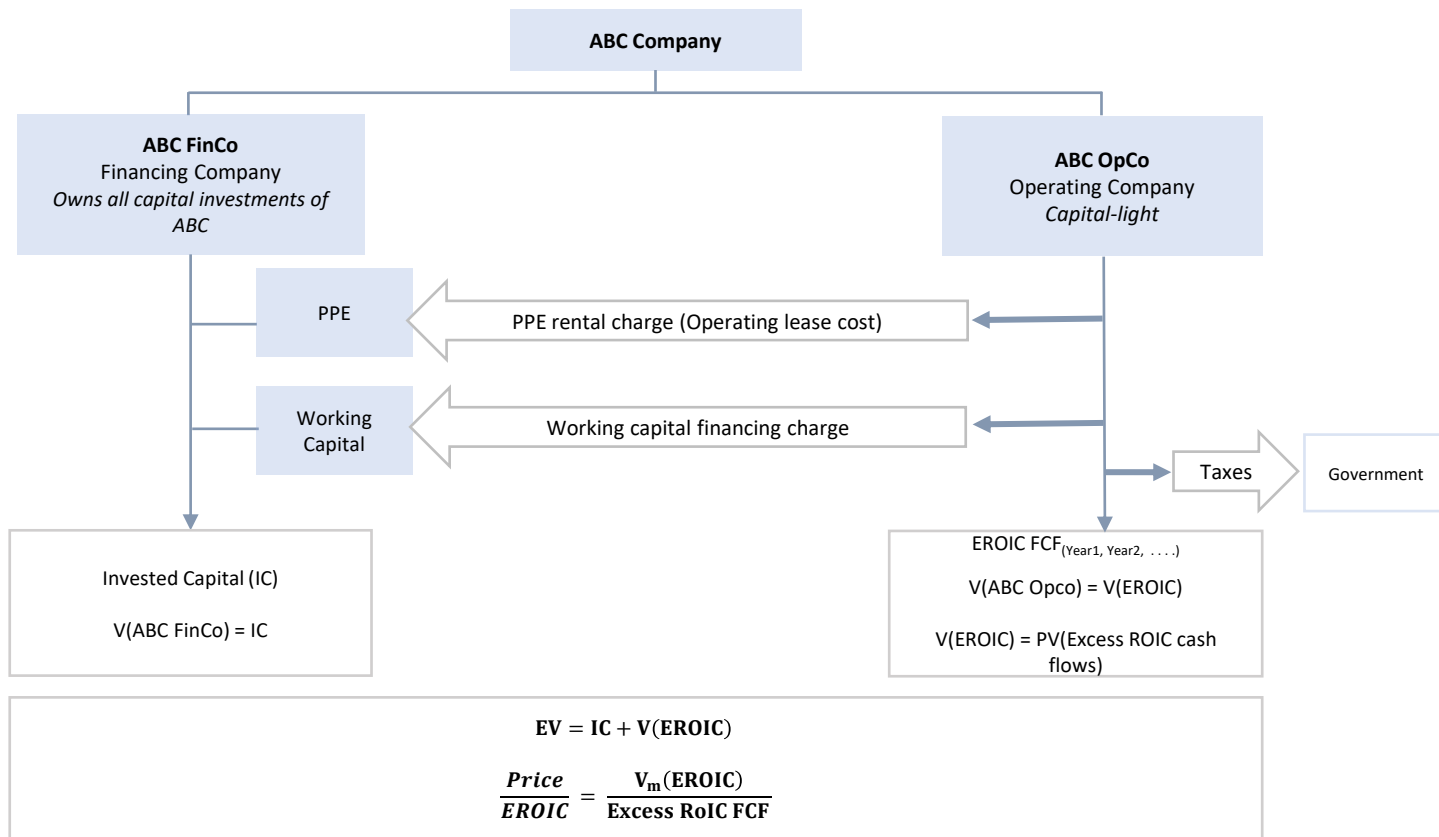 ABC Company
ABC FinCo
Financing Company
Owns all capital investments of
ABC
ABC OpCo
Operating Company
Capital-light
PPE
PPE rental charge (Operating lease cost)
Working
Capital
Working capital financing charge
Taxes
Government
Invested Capital (IC)
V(ABC FinCo) = IC
EROIC FCF(Year1, Year2, ....)
V(ABC Opco) = V(EROIC)
V(EROIC) = PV(Excess ROIC cash
flows)
EV = IC + V(EROIC)
Price / EROIC = Vm(EROIC) / Excess RoIC FCF